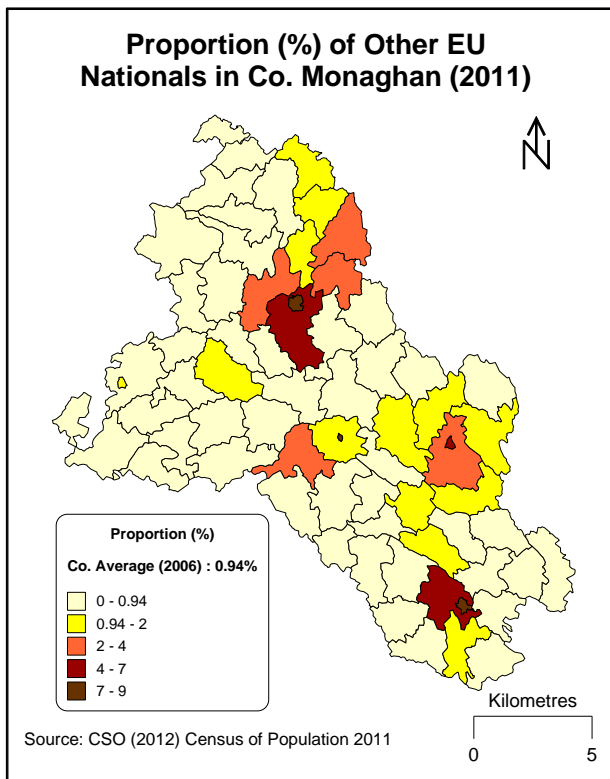 Proportion (%) of Other EU
Nationals in Co. Monaghan (2011)
N
Proportion (%)
Co. Average (2006) : 0.94%
0 - 0.94
0.94 - 2
2 - 4
4 - 7
7 - 9
Kilometres
0 5
Source: CSO (2012) Census of Population 2011